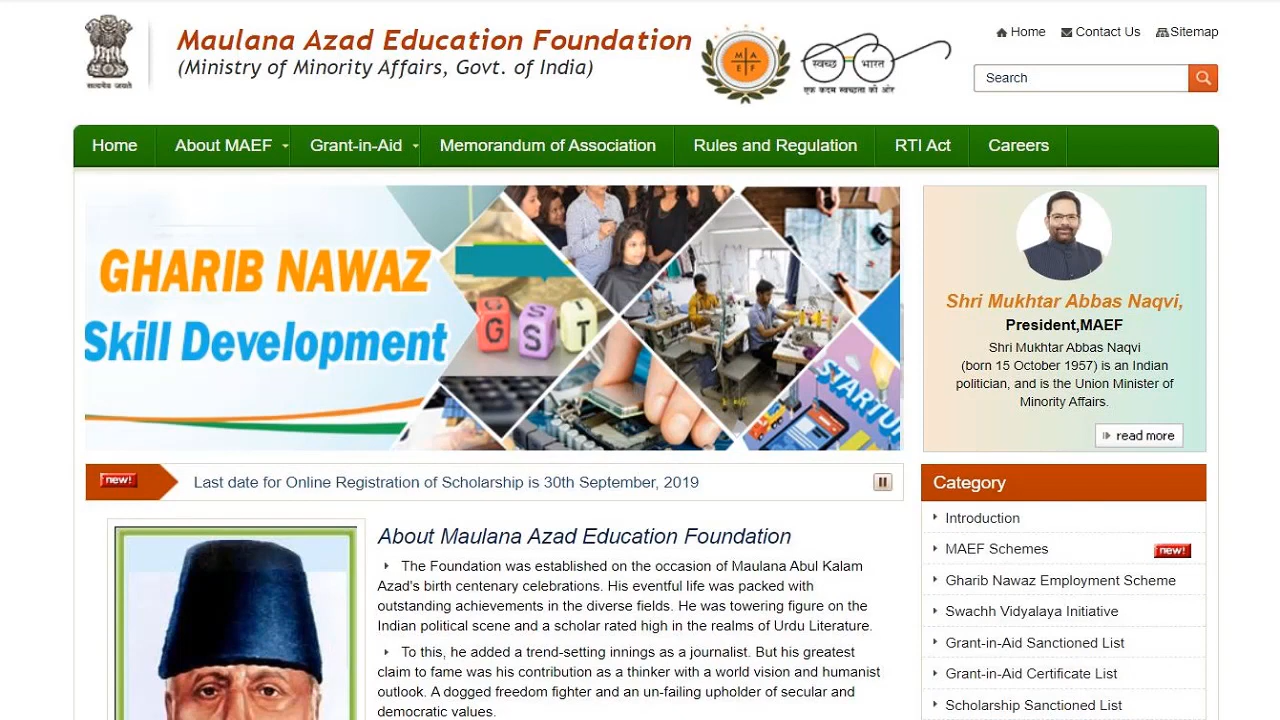 Maulana Azad Education Foundation
(Ministry of Minority Affairs, Govt. of India)
सत्यमेव जयते
M A
E F
स्वच्छ भारत
एक कदम स्वच्छता की ओर
Home
Contact Us
Sitemap
Search
Home
About MAEF
Grant-in-Aid
Memorandum of Association
Rules and Regulation
RTI Act
Careers
GHARIB NAWAZ
Skill Development
GST
STARTU
Shri Mukhtar Abbas Naqvi,
President,MAEF
Shri Mukhtar Abbas Naqvi
(born 15 October 1957) is an Indian
politician, and is the Union Minister of
Minority Affairs.
read more
new!
Last date for Online Registration of Scholarship is 30th September, 2019
About Maulana Azad Education Foundation
The Foundation was established on the occasion of Maulana Abul Kalam
Azad's birth centenary celebrations. His eventful life was packed with
outstanding achievements in the diverse fields. He was towering figure on the
Indian political scene and a scholar rated high in the realms of Urdu Literature.
To this, he added a trend-setting innings as a journalist. But his greatest
claim to fame was his contribution as a thinker with a world vision and humanist
outlook. A dogged freedom fighter and an un-failing upholder of secular and
democratic values.
Category
Introduction
MAEF Schemes
new!
Gharib Nawaz Employment Scheme
Swachh Vidyalaya Initiative
Grant-in-Aid Sanctioned List
Grant-in-Aid Certificate List
Scholarship Sanctioned List